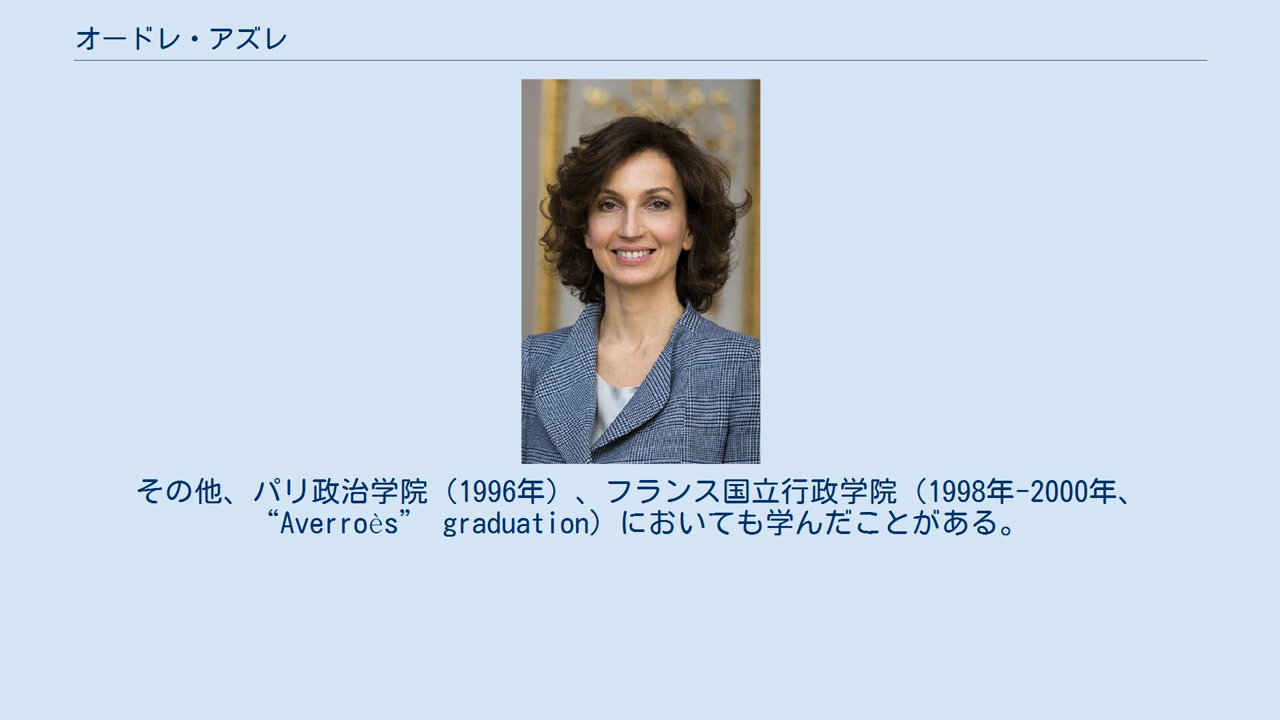 オードレ・アズレ
その他、パリ政治学院（1996年）、フランス国立行政学院（1998年-2000年、
“Averroès” graduation）においても学んだことがある。